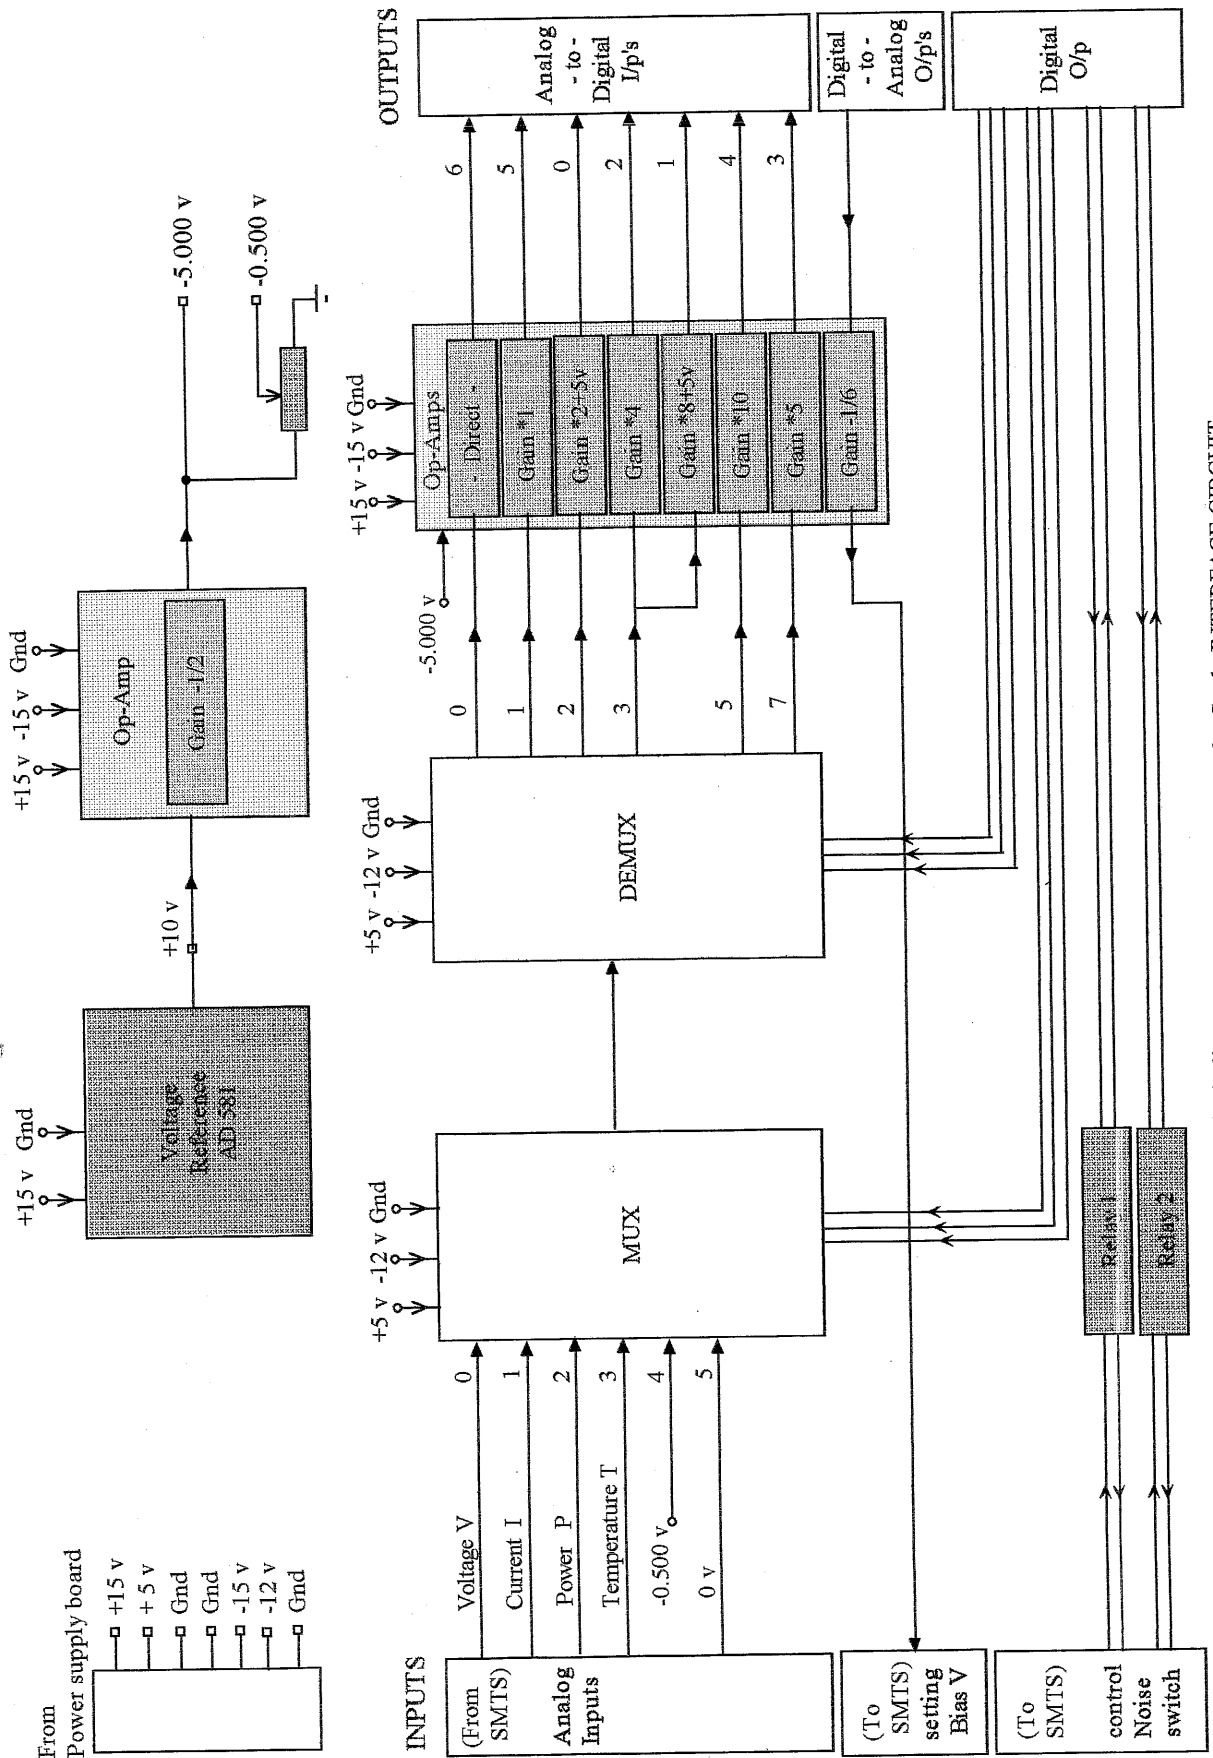 From
Power supply board
+15 v
+ 5 v
Gnd
Gnd
-15 v
-12 v
Gnd
+15 v Gnd
Voltage
Reference
AD 581
+10 v
+15 v -15 v Gnd
Op-Amp
Gain -1/2
-5.000 v
-0.500 v
INPUTS
(From
SMTS)
Analog
Inputs
Voltage V
Current I
Power P
Temperature T
-0.500 v
0 v
0
1
2
3
4
5
+5 v -12 v Gnd
MUX
+5 v -12 v Gnd
DEMUX
0
1
2
3
5
7
-5.000 v
+15 v -15 v Gnd
Op-Amps
- Direct -
Gain *1
Gain *2+5v
Gain *4
Gain *8+5v
Gain *10
Gain *5
Gain -1/6
6
5
0
2
1
4
3
OUTPUTS
Analog
- to -
Digital
I/p's
Digital
- to -
Analog
O/p's
Digital
O/p
(To
SMTS)
setting
Bias V
(To
SMTS)
control
Noise
switch
Relay 1
Relay 2